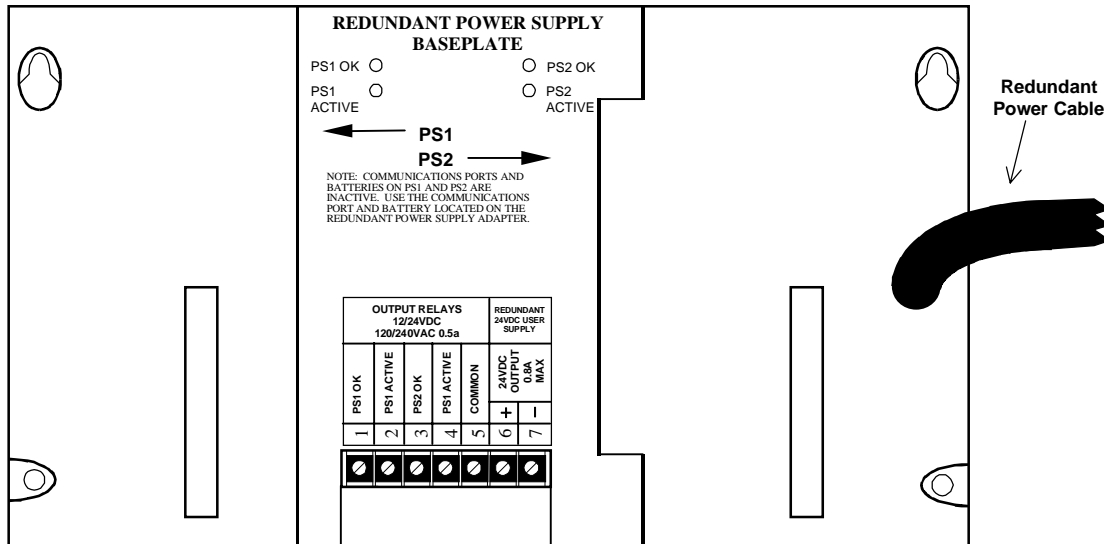 REDUNDANT POWER SUPPLY
BASEPLATE
PS1 OK
PS2 OK
PS1
ACTIVE
PS2
ACTIVE
Redundant
Power Cable
PS1
PS2
NOTE: COMMUNICATIONS PORTS AND
BATTERIES ON PS1 AND PS2 ARE
INACTIVE. USE THE COMMUNICATIONS
PORT AND BATTERY LOCATED ON THE
REDUNDANT POWER SUPPLY ADAPTER.
OUTPUT RELAYS
12/24VDC
120/240VAC 0.5a
REDUNDANT
24VDC USER
SUPPLY
PS1 OK
PS1 ACTIVE
PS2 OK
PS1 ACTIVE
COMMON
24VDC
OUTPUT
0.8A
MAX
+
−
1
2
3
4
5
6
7